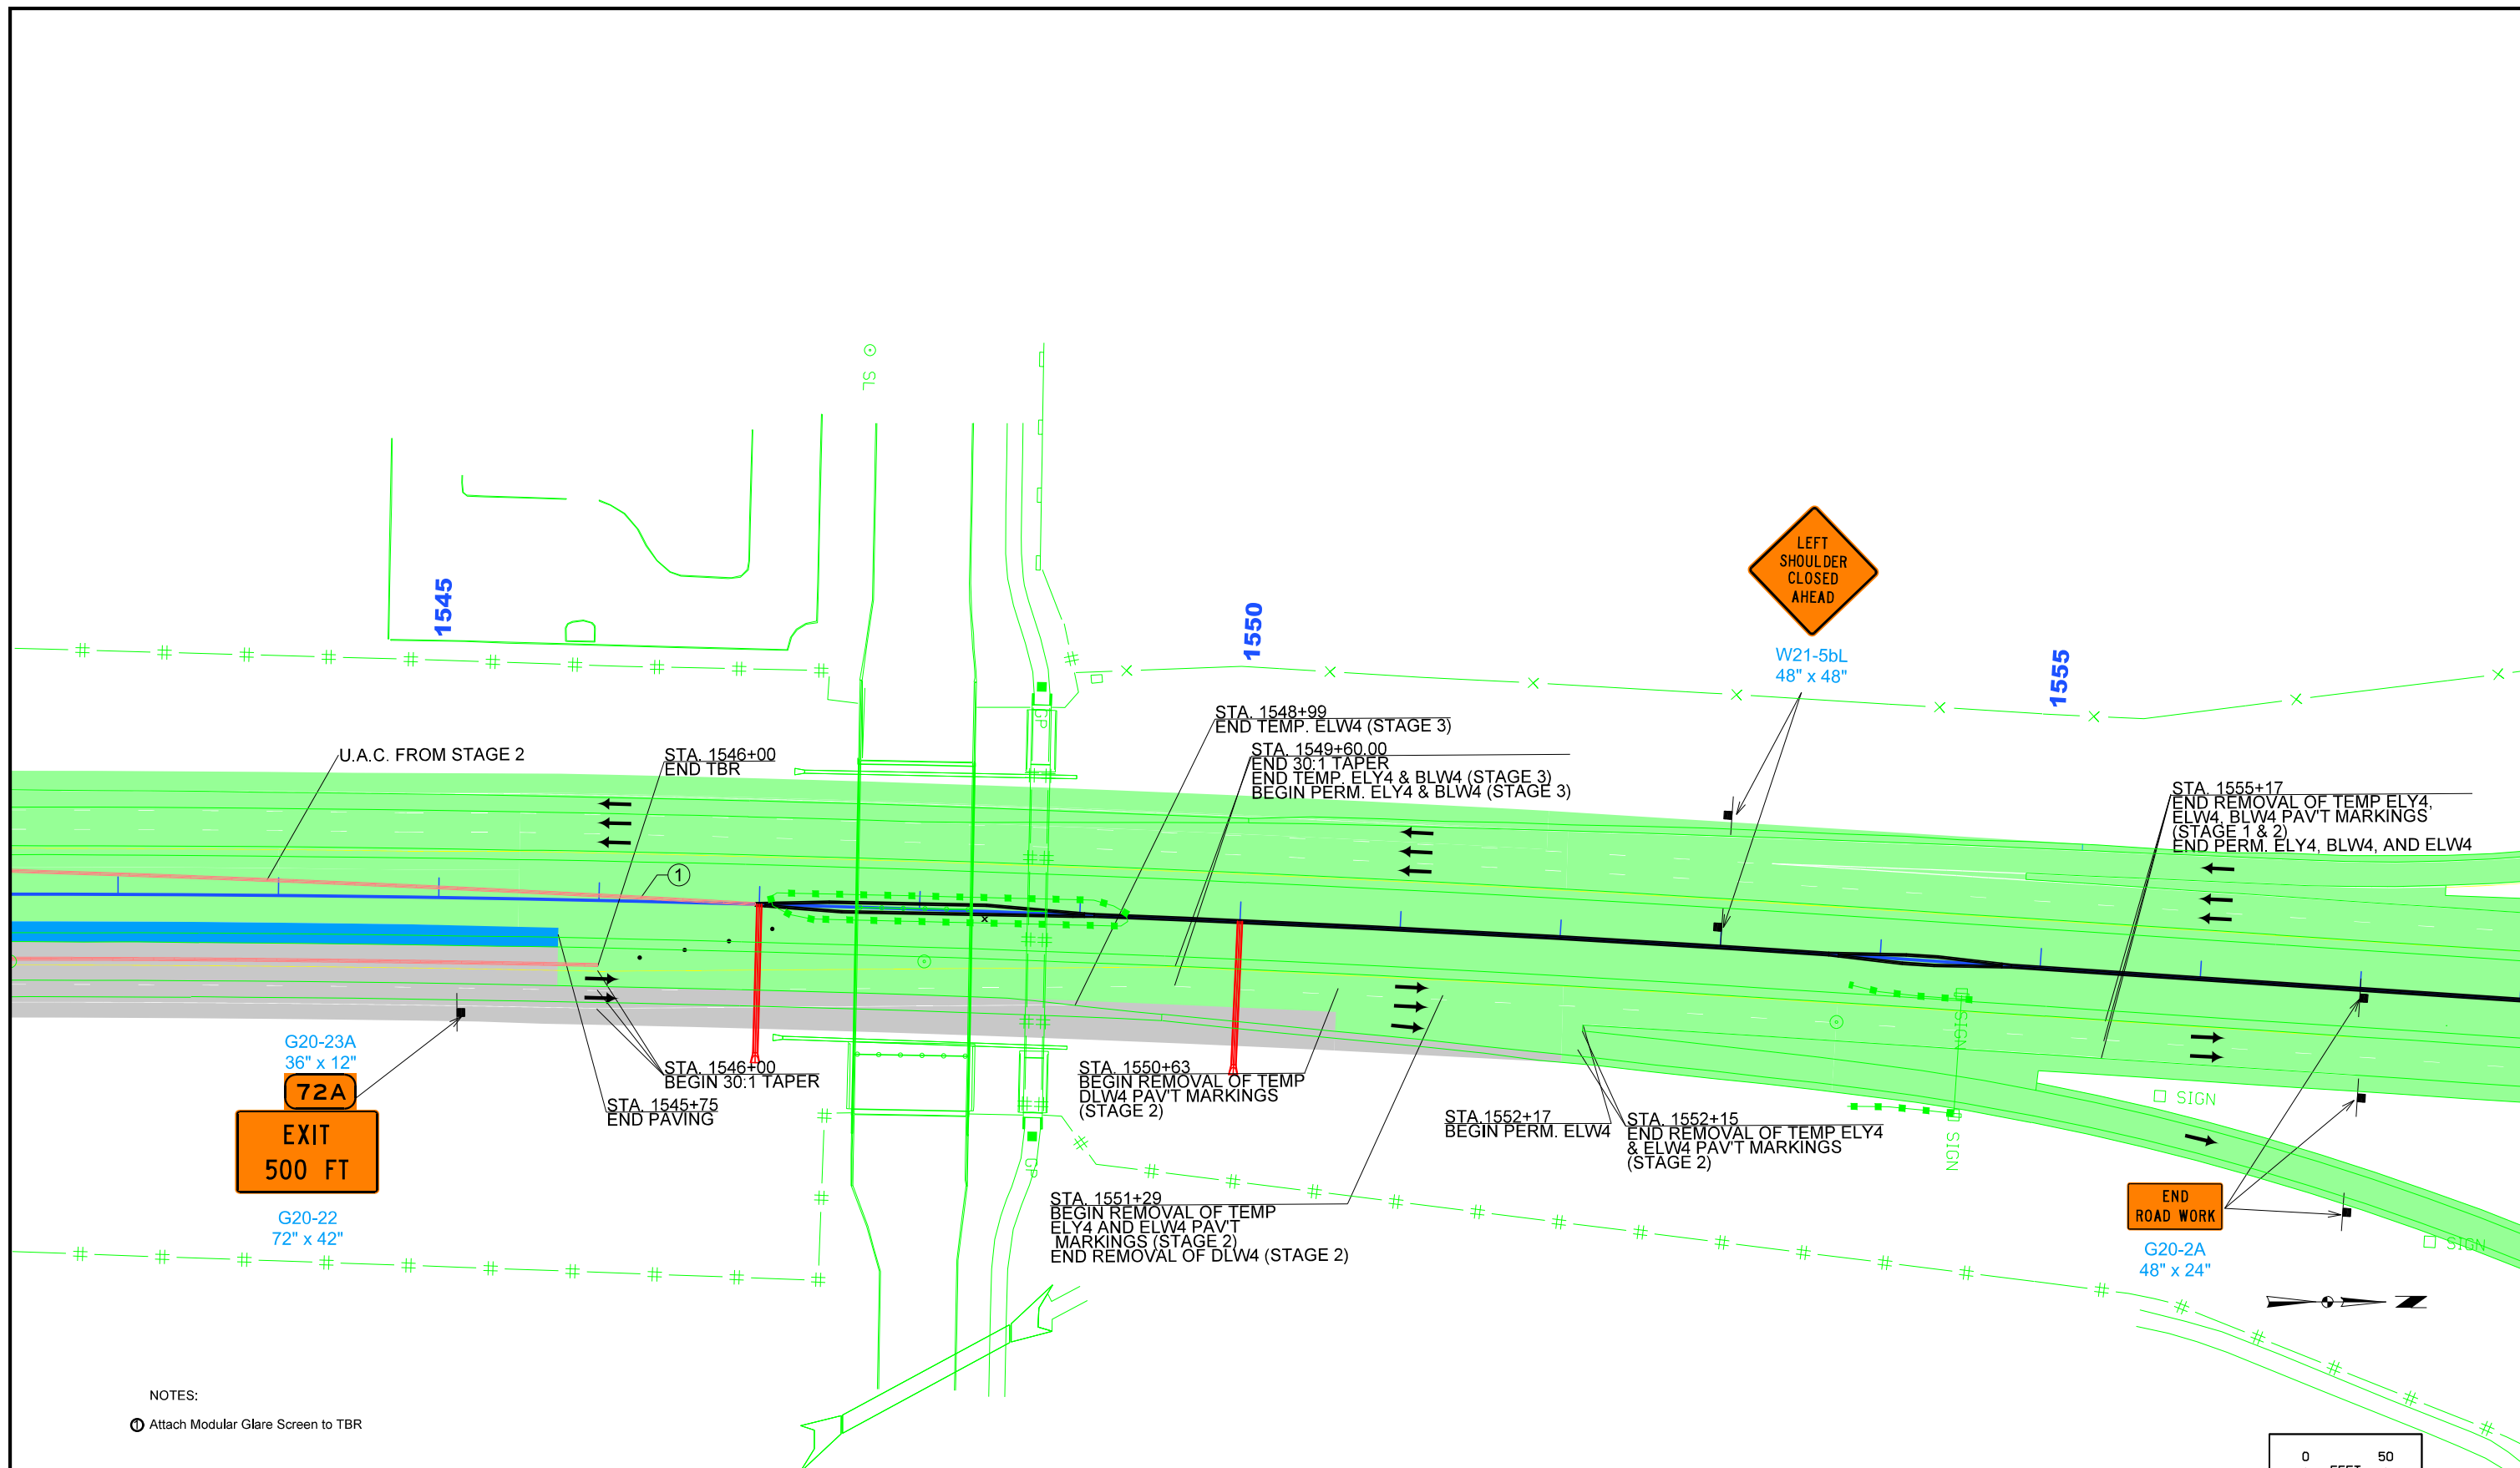 SL
1545
1550
1555
LEFT
SHOULDER
CLOSED
AHEAD
W21-5bL
48" x 48"
GP
STA. 1548+99
END TEMP. ELW4 (STAGE 3)
STA. 1549+60.00
END 30:1 TAPER
END TEMP. ELY4 & BLW4 (STAGE 3)
BEGIN PERM. ELY4 & BLW4 (STAGE 3)
U.A.C. FROM STAGE 2
STA. 1546+00
END TBR
STA. 1555+17
END REMOVAL OF TEMP ELY4,
ELW4, BLW4 PAV'T MARKINGS
(STAGE 1 & 2)
END PERM. ELY4, BLW4, AND ELW4
1
G20-23A
36" x 12"
72A
EXIT
500 FT
G20-22
72" x 42"
STA. 1546+00
BEGIN 30:1 TAPER
STA. 1545+75
END PAVING
STA. 1550+63
BEGIN REMOVAL OF TEMP
DLW4 PAV'T MARKINGS
(STAGE 2)
STA.1552+17
BEGIN PERM. ELW4
STA. 1552+15
END REMOVAL OF TEMP ELY4
& ELW4 PAV'T MARKINGS
(STAGE 2)
SIGN
SIGN
SIGN
GP
STA. 1551+29
BEGIN REMOVAL OF TEMP
ELY4 AND ELW4 PAV'T
MARKINGS (STAGE 2)
END REMOVAL OF DLW4 (STAGE 2)
END
ROAD WORK
G20-2A
48" x 24"
SIGN
N
NOTES:
1 Attach Modular Glare Screen to TBR
0 50
FEET